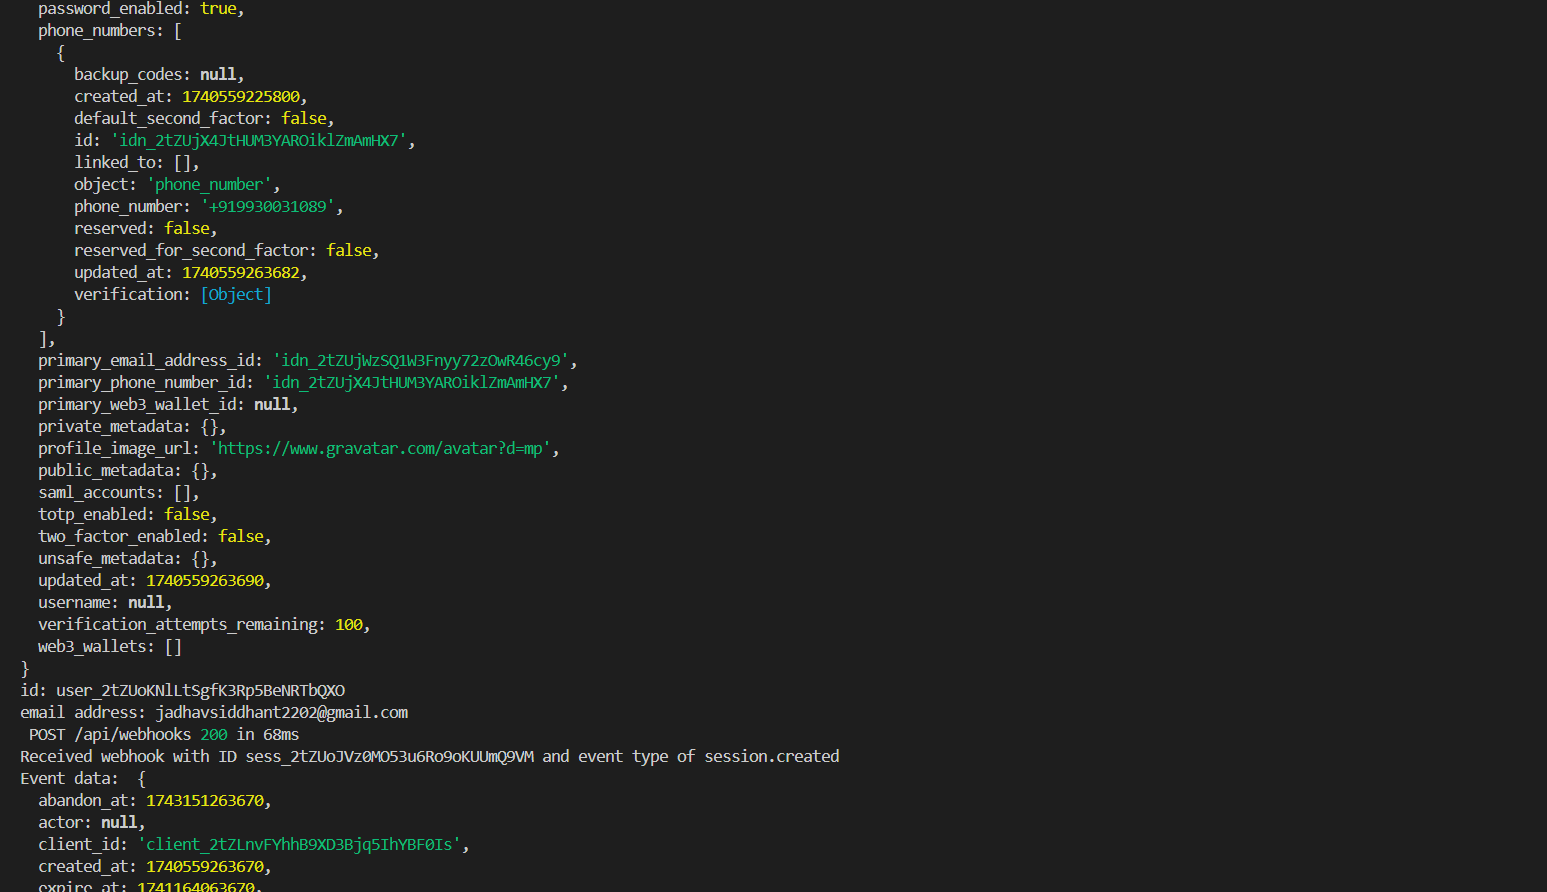 password_enabled: true,
phone_numbers: [
{
backup_codes: null,
created_at: 1740559225800,
default_second_factor: false,
id: 'idn_2tZUjX4JtHUM3YAROiklZmAmHX7',
linked_to: [],
object: 'phone_number',
phone_number: '+919930031089',
reserved: false,
reserved_for_second_factor: false,
updated_at: 1740559263682,
verification: [Object]
}
],
primary_email_address_id: 'idn_2tZUjWzSQ1W3Fnyy72zOwR46cy9',
primary_phone_number_id: 'idn_2tZUjX4JtHUM3YAROiklZmAmHX7',
primary_web3_wallet_id: null,
private_metadata: {},
profile_image_url: 'https://www.gravatar.com/avatar?d=mp',
public_metadata: {},
saml_accounts: [],
totp_enabled: false,
two_factor_enabled: false,
unsafe_metadata: {},
updated_at: 1740559263690,
username: null,
verification_attempts_remaining: 100,
web3_wallets: []
}
id: user_2tZUoKNlLtSgfK3Rp5BeNRTbQXO
email address: jadhavsiddhant2202@gmail.com
POST /api/webhooks 200 in 68ms
Received webhook with ID sess_2tZUoJVz0MO53u6Ro9oKUUmQ9VM and event type of session.created
Event data: {
abandon_at: 1743151263670,
actor: null,
client_id: 'client_2tZLnvFYhhB9XD3Bjq5IhYBF0Is',
created_at: 1740559263670,
expire_at: 1741164063670,